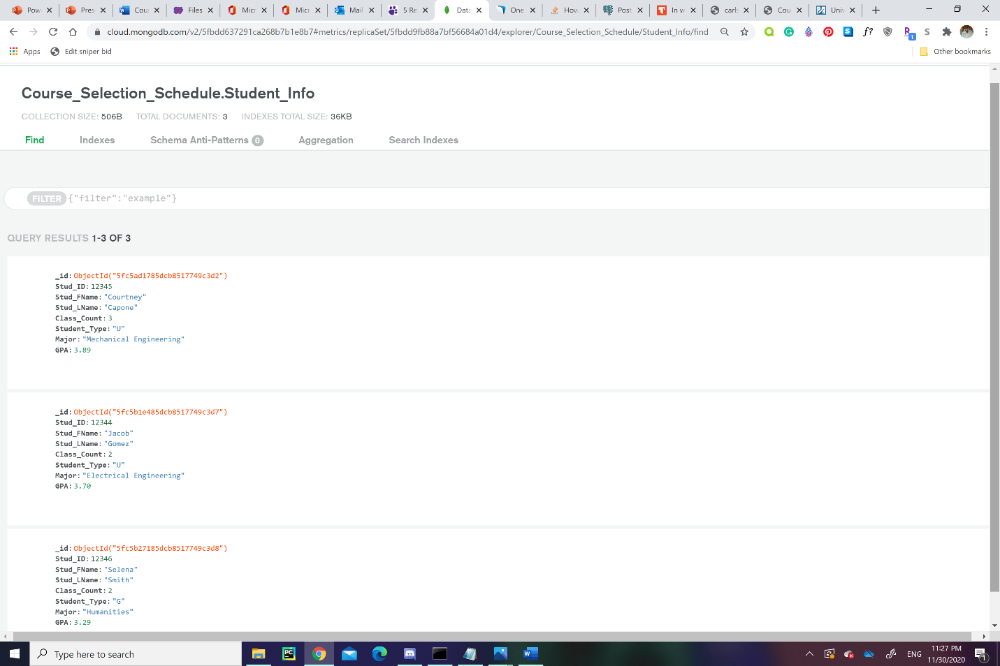 Pow
Pres
Cou
Files
Micr
Micr
Mail
5 Re
Data
One
How
Post
In w
carls
Cou
Univ
cloud.mongodb.com/v2/5fbdd637291ca268b7b1e8b7#metrics/replicaSet/5fbdd9fb88a7bf56684a01d4/explorer/Course_Selection_Schedule/Student_Info/find
Apps Edit sniper bid Other bookmarks
Course_Selection_Schedule.Student_Info
COLLECTION SIZE: 506B TOTAL DOCUMENTS: 3 INDEXES TOTAL SIZE: 36KB
Find Indexes Schema Anti-Patterns 0 Aggregation Search Indexes
FILTER {"filter":"example"}
QUERY RESULTS 1-3 OF 3
_id: ObjectId("5fc5ad1785dcb8517749c3d2")
Stud_ID: 12345
Stud_FName: "Courtney"
Stud_LName: "Capone"
Class_Count: 3
Student_Type: "U"
Major: "Mechanical Engineering"
GPA: 3.89
_id: ObjectId("5fc5b1e485dcb8517749c3d7")
Stud_ID: 12344
Stud_FName: "Jacob"
Stud_LName: "Gomez"
Class_Count: 2
Student_Type: "U"
Major: "Electrical Engineering"
GPA: 3.70
_id: ObjectId("5fc5b27185dcb8517749c3d8")
Stud_ID: 12346
Stud_FName: "Selena"
Stud_LName: "Smith"
Class_Count: 2
Student_Type: "G"
Major: "Humanities"
GPA: 3.29
Type here to search
ENG
11:27 PM
11/30/2020
1